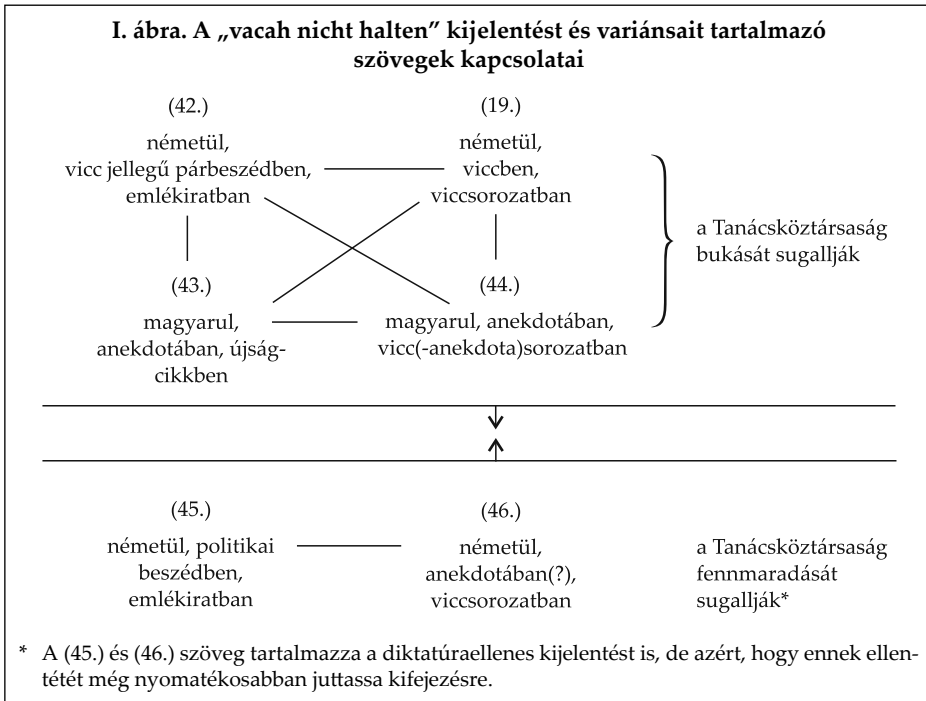 I. ábra. A „vacah nicht halten” kijelentést és variánsait tartalmazó
szövegek kapcsolatai
(42.)
németül,
vicc jellegű párbeszédben,
emlékiratban
(19.)
németül,
viccben,
viccsorozatban
a Tanácsköztársaság
bukását sugallják
(43.)
magyarul,
anekdotában, újság-
cikkben
(44.)
magyarul, anekdotában,
vicc(-anekdota)sorozatban
(45.)
németül, politikai
beszédben,
emlékiratban
(46.)
németül,
anekdotában(?),
viccsorozatban
a Tanácsköztársaság
fennmaradását
sugallják*
* A (45.) és (46.) szöveg tartalmazza a diktatúraellenes kijelentést is, de azért, hogy ennek ellen-
tétét még nyomatékosabban juttassa kifejezésre.